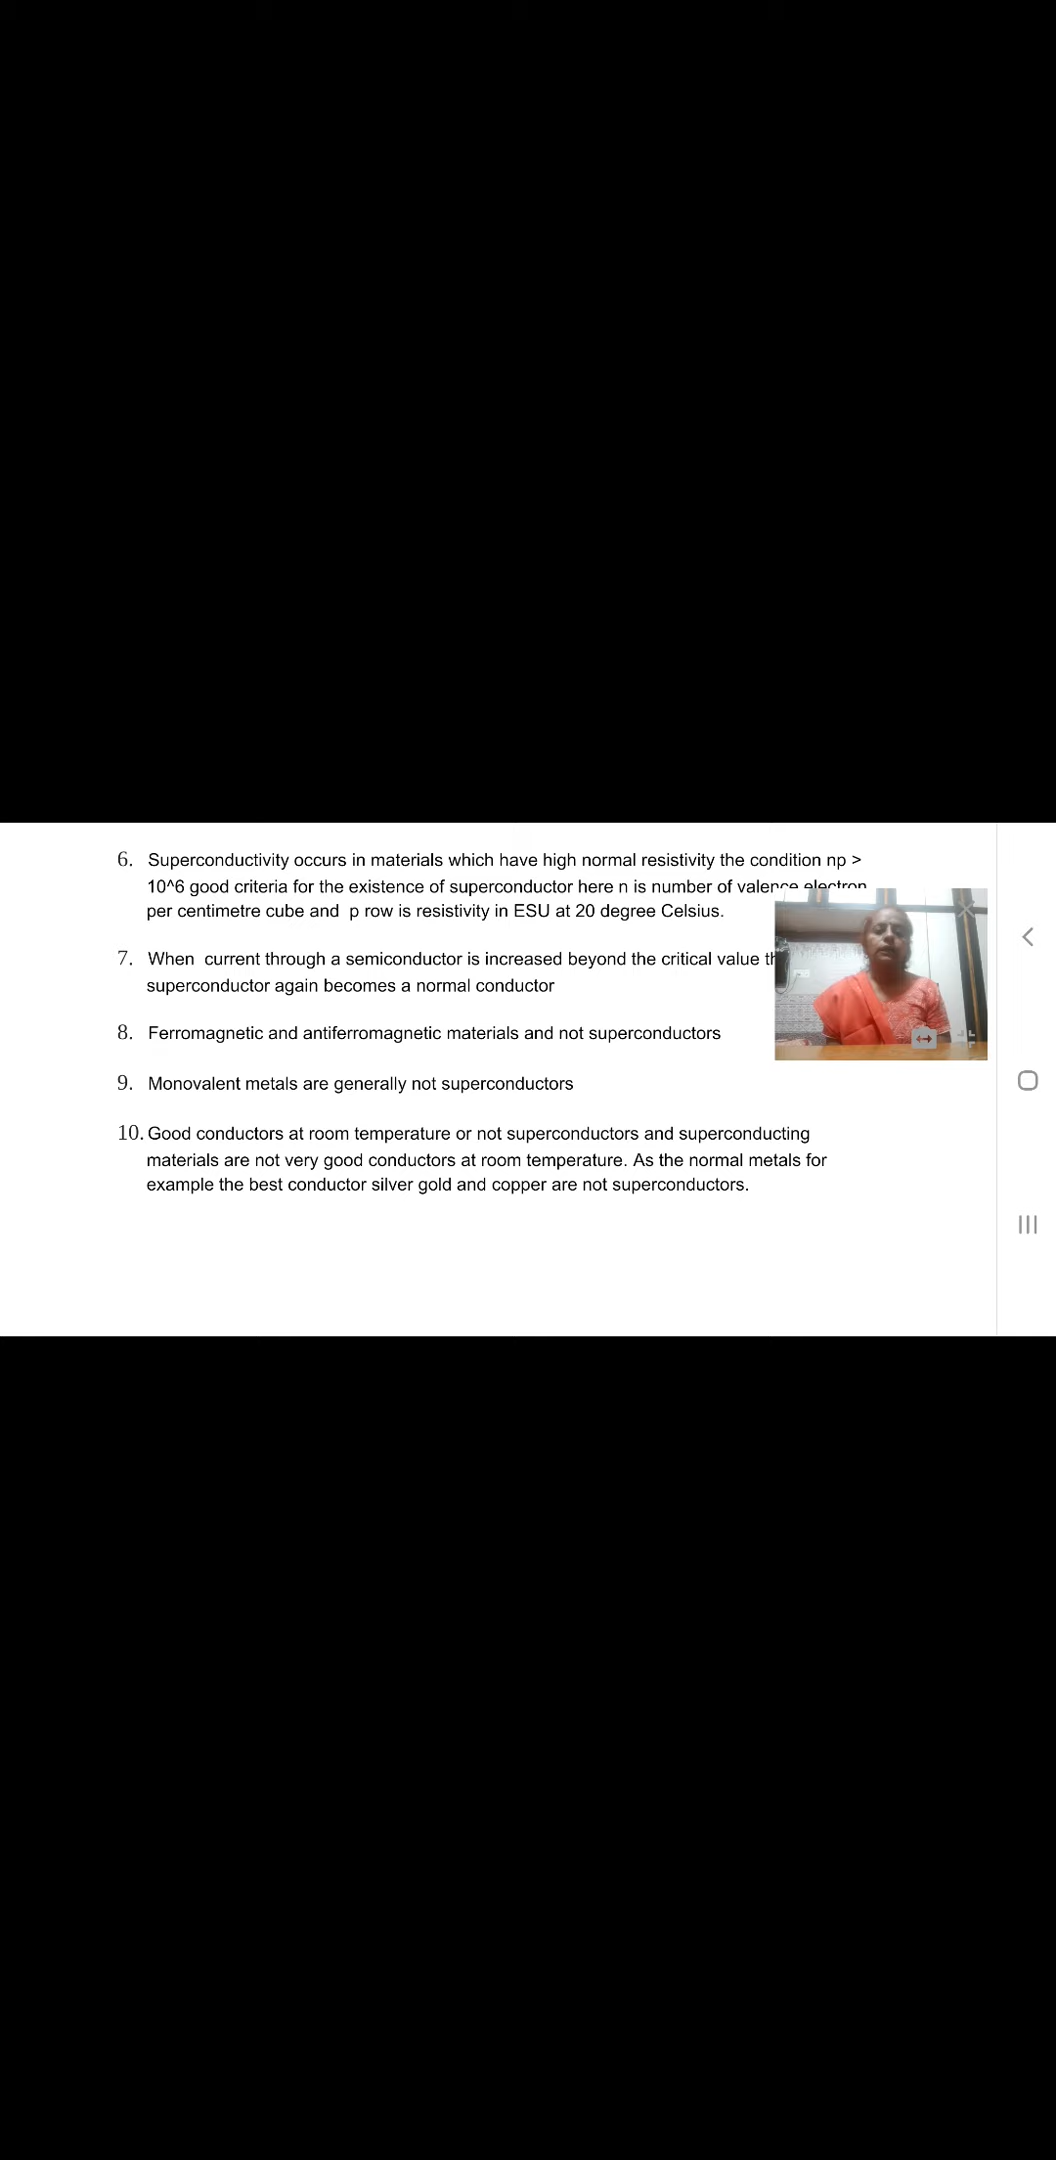 6. Superconductivity occurs in materials which have high normal resistivity the condition np >
10^6 good criteria for the existence of superconductor here n is number of valence electron
per centimetre cube and p row is resistivity in ESU at 20 degree Celsius.
7. When current through a semiconductor is increased beyond the critical value
superconductor again becomes a normal conductor
8. Ferromagnetic and antiferromagnetic materials and not superconductors
9. Monovalent metals are generally not superconductors
10. Good conductors at room temperature or not superconductors and superconducting
materials are not very good conductors at room temperature. As the normal metals for
example the best conductor silver gold and copper are not superconductors.